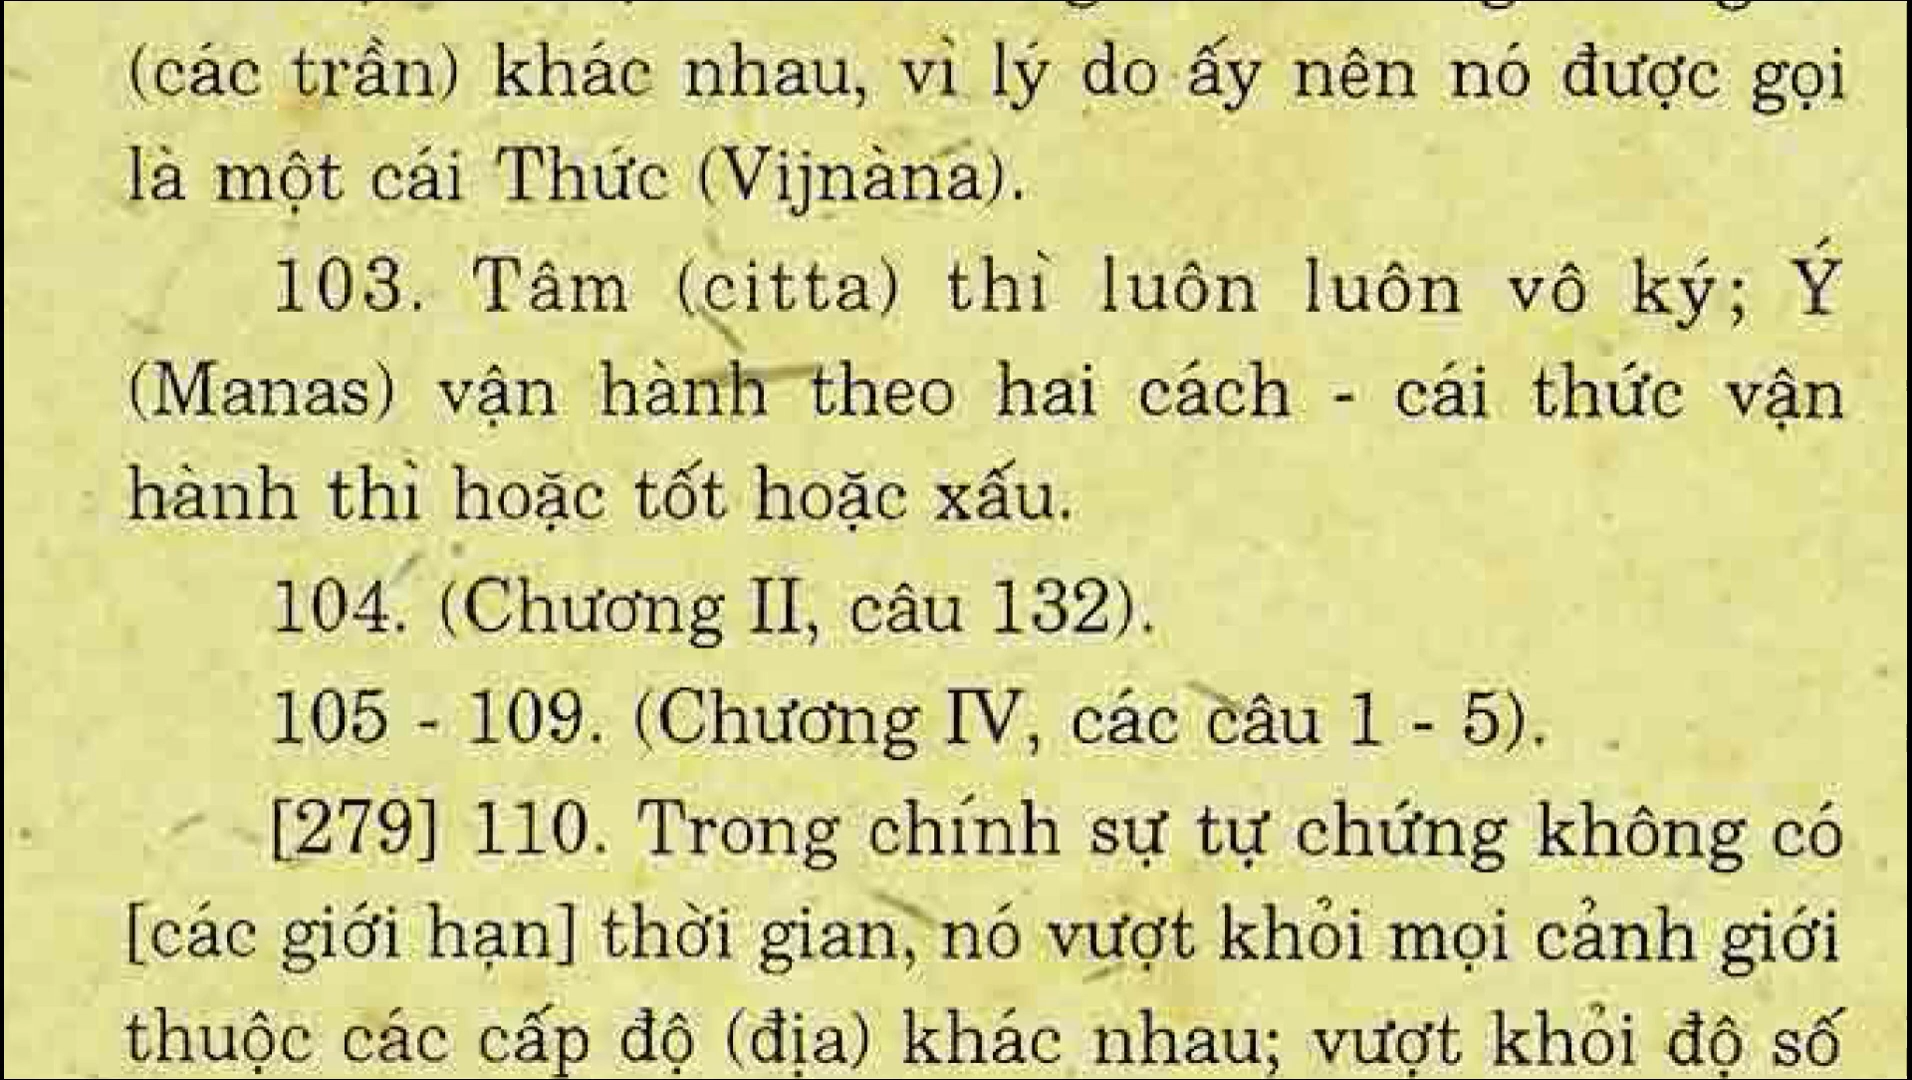 (các trần) khác nhau, vì lý do ấy nên nó được gọi
là một cái Thức (Vijnàna).
103. Tâm (citta) thì luôn luôn vô ký; Ý
(Manas) vận hành theo hai cách - cái thức vận
hành thì hoặc tốt hoặc xấu.
104. (Chương II, câu 132).
105 - 109. (Chương IV, các câu 1 - 5).
[279] 110. Trong chính sự tự chứng không có
[các giới hạn] thời gian, nó vượt khỏi mọi cảnh giới
thuộc các cấp độ (địa) khác nhau; vượt khỏi độ số